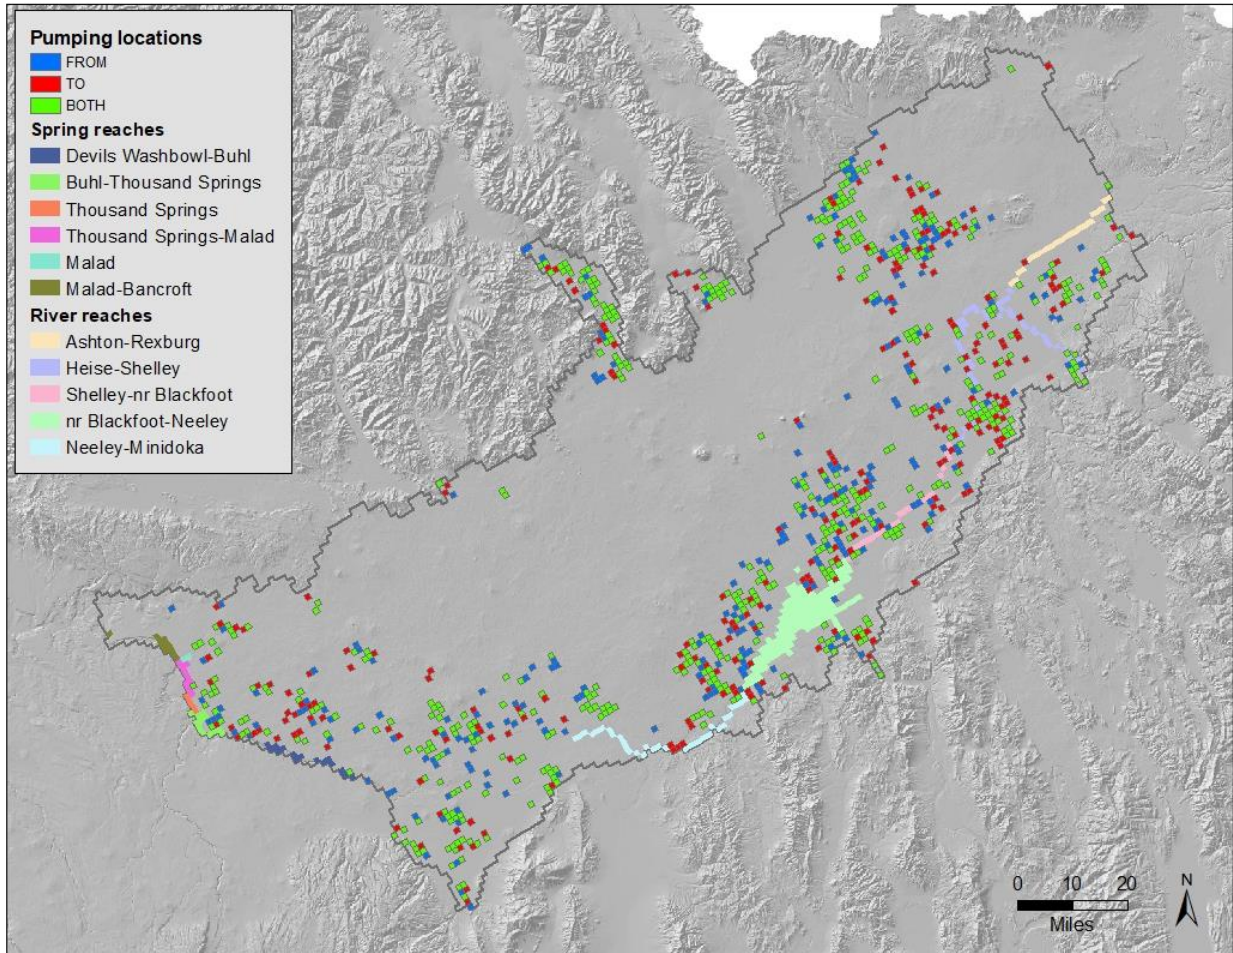 Pumping locations
FROM
TO
BOTH
Spring reaches
Devils Washbowl-Buhl
Buhl-Thousand Springs
Thousand Springs
Thousand Springs-Malad
Malad
Malad-Bancroft
River reaches
Ashton-Rexburg
Heise-Shelley
Shelley-nr Blackfoot
nr Blackfoot-Neeley
Neeley-Minidoka
0 10 20
Miles
N